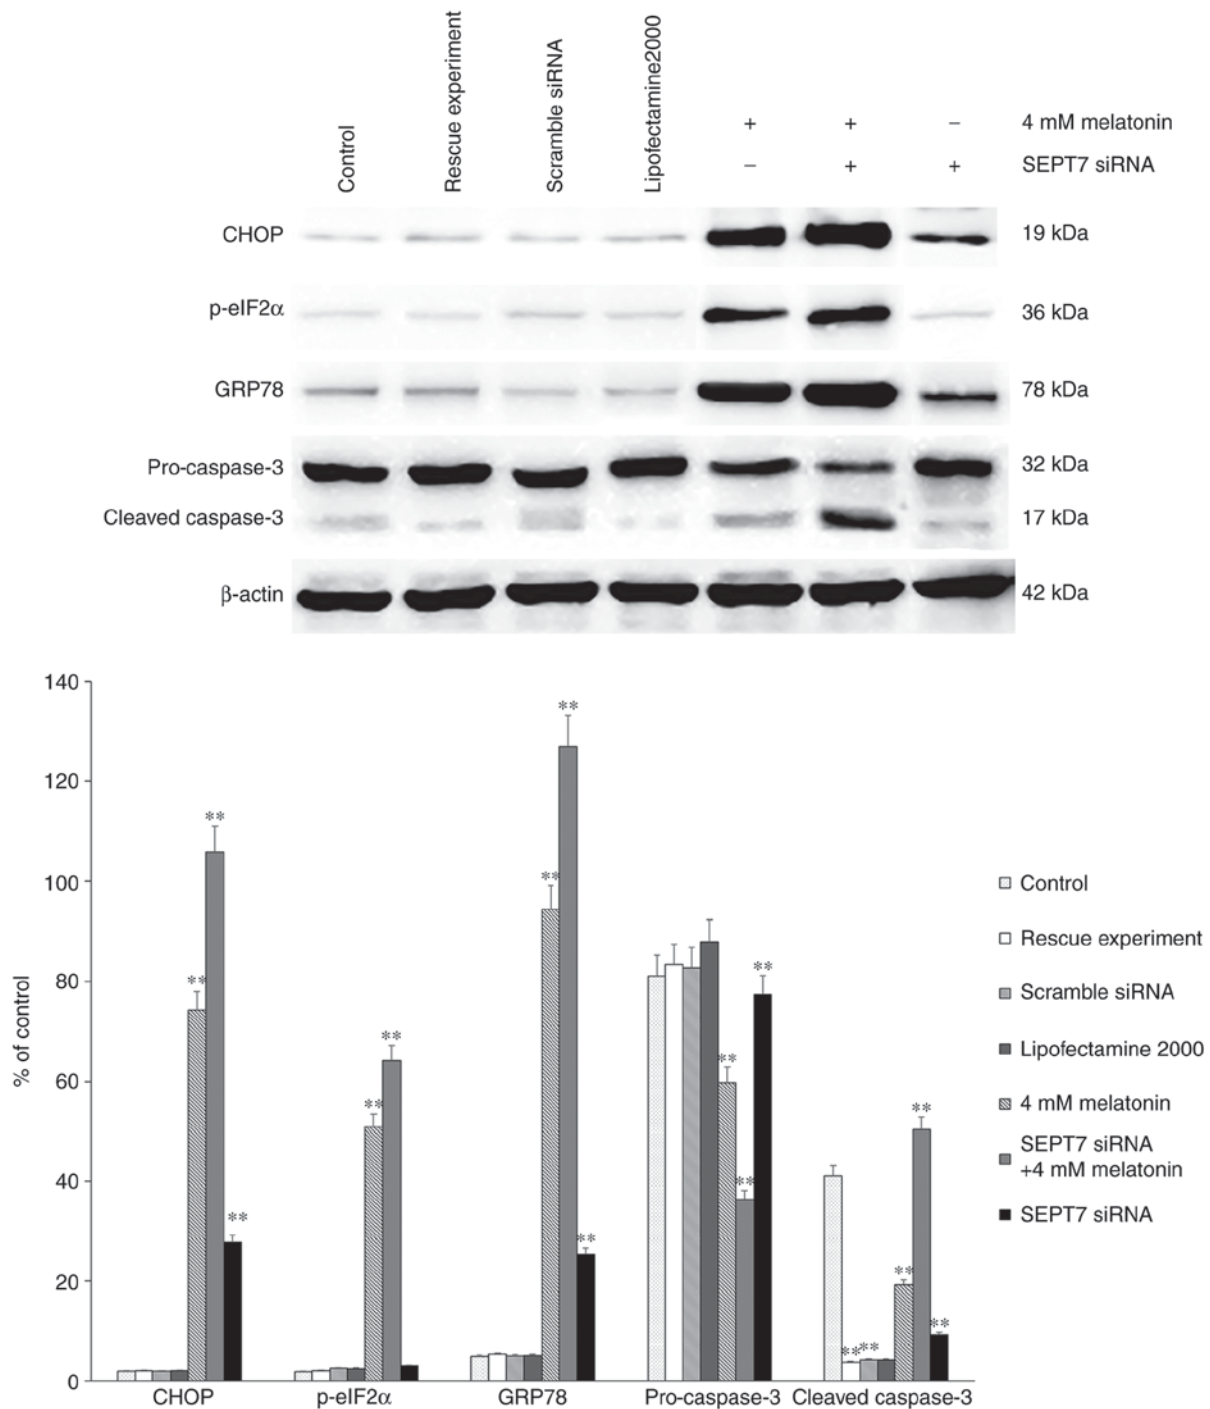 Control
Rescue experiment
Scramble siRNA
Lipofectamine2000
+ + − 4 mM melatonin
− + + SEPT7 siRNA
CHOP 19 kDa
p-eIF2α 36 kDa
GRP78 78 kDa
Pro-caspase-3 32 kDa
Cleaved caspase-3 17 kDa
β-actin 42 kDa
% of control
140
120
100
80
60
40
20
0
** ** **
** **
** ** **
** ** **
** ** ** ** **
CHOP p-eIF2α GRP78 Pro-caspase-3 Cleaved caspase-3
Control
Rescue experiment
Scramble siRNA
Lipofectamine 2000
4 mM melatonin
SEPT7 siRNA
+4 mM melatonin
SEPT7 siRNA